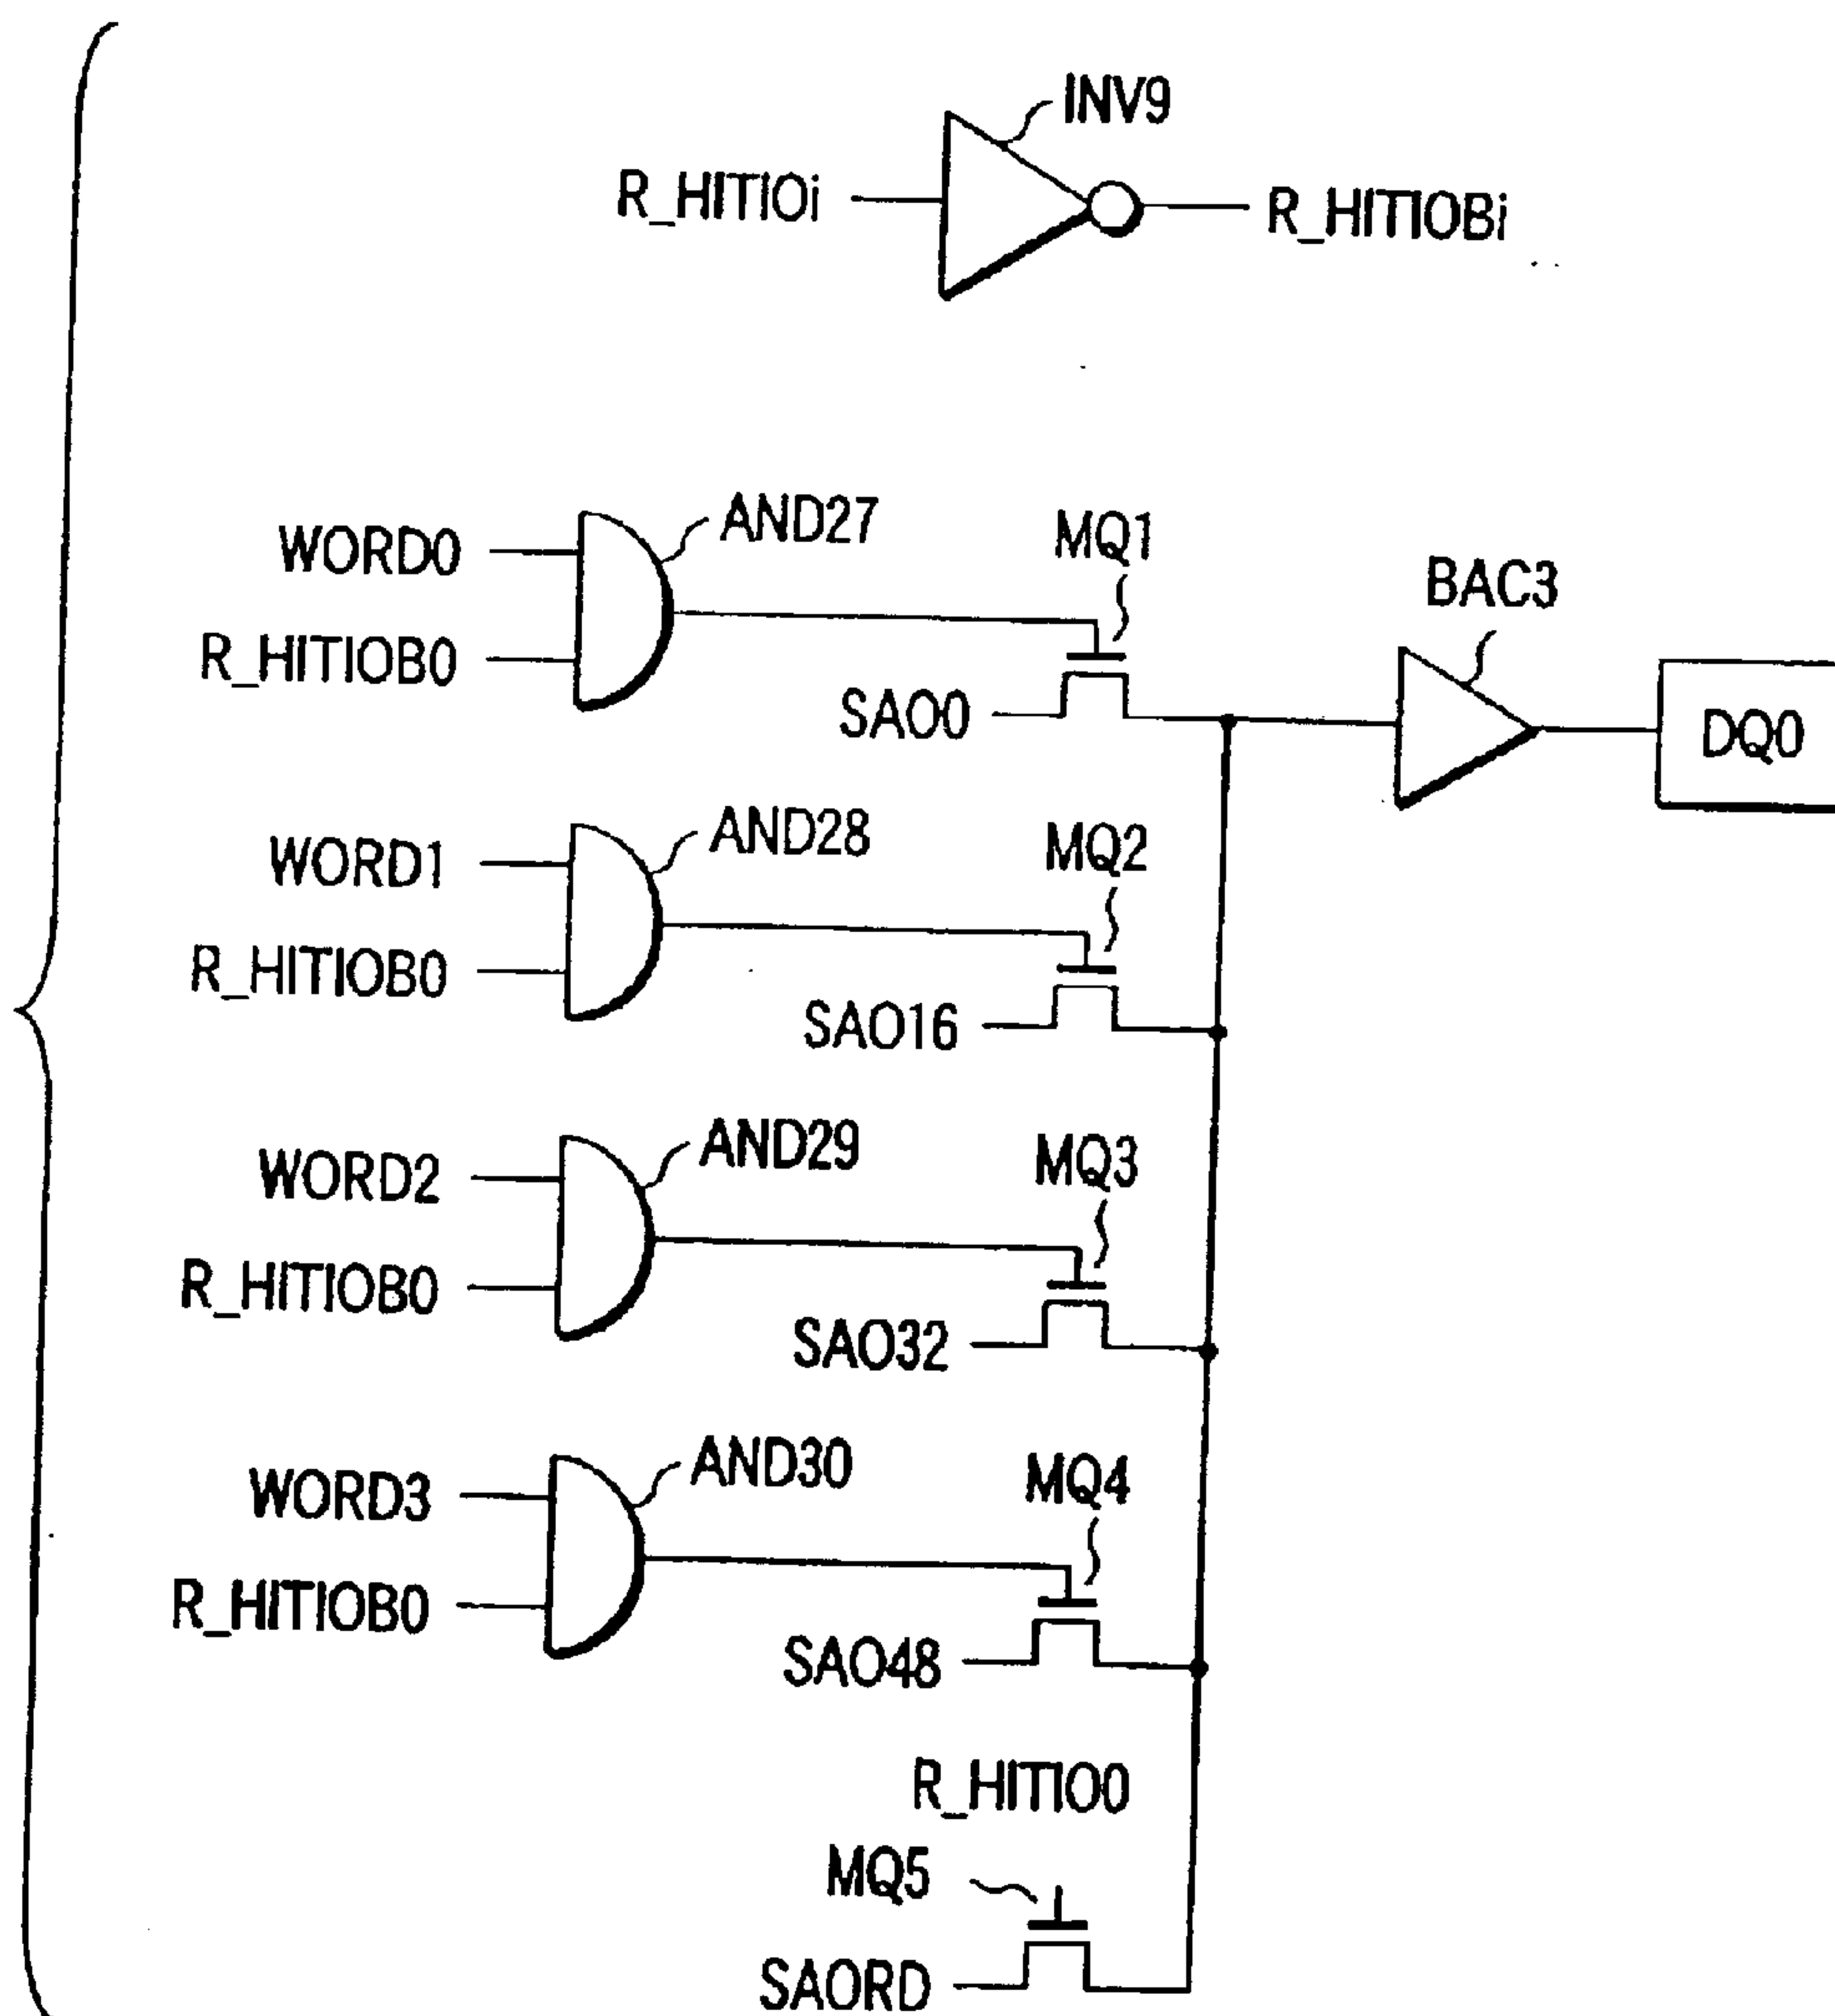 INV9
R_HITIOi
R_HITIOBi
AND27
MQ1
WORD0
BAC3
R_HITIOB0
SAO0
DQ0
AND28
MQ2
WORD1
R_HITIOB0
SAO16
AND29
MQ3
WORD2
R_HITIOB0
SAO32
AND30
MQ4
WORD3
R_HITIOB0
SAO48
R_HITIO0
MQ5
SAORD